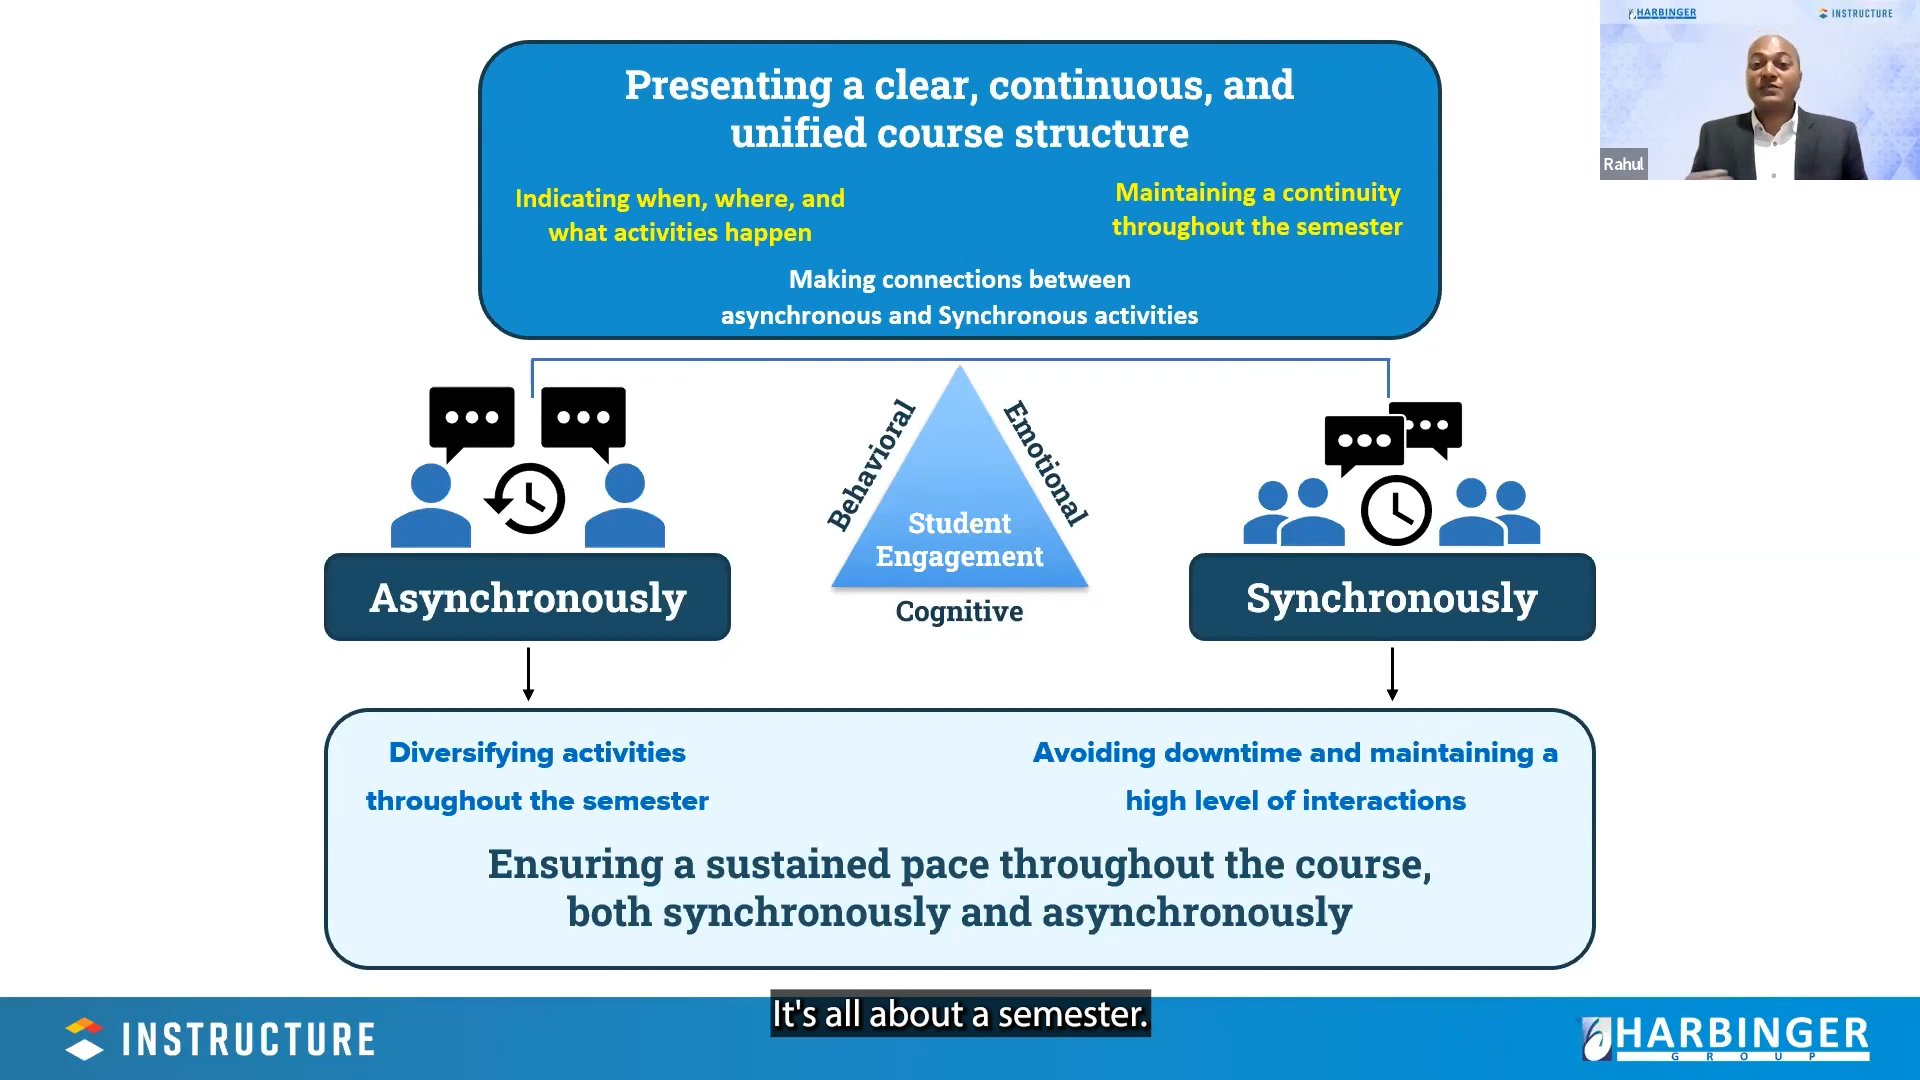 HARBINGER
INSTRUCTURE
Rahul
Presenting a clear, continuous, and
unified course structure
Indicating when, where, and
what activities happen
Maintaining a continuity
throughout the semester
Making connections between
asynchronous and Synchronous activities
Behavioral
Emotional
Student
Engagement
Cognitive
Asynchronously
Synchronously
Diversifying activities
throughout the semester
Avoiding downtime and maintaining a
high level of interactions
Ensuring a sustained pace throughout the course,
both synchronously and asynchronously
It's all about a semester.
INSTRUCTURE
HARBINGER
GROUP